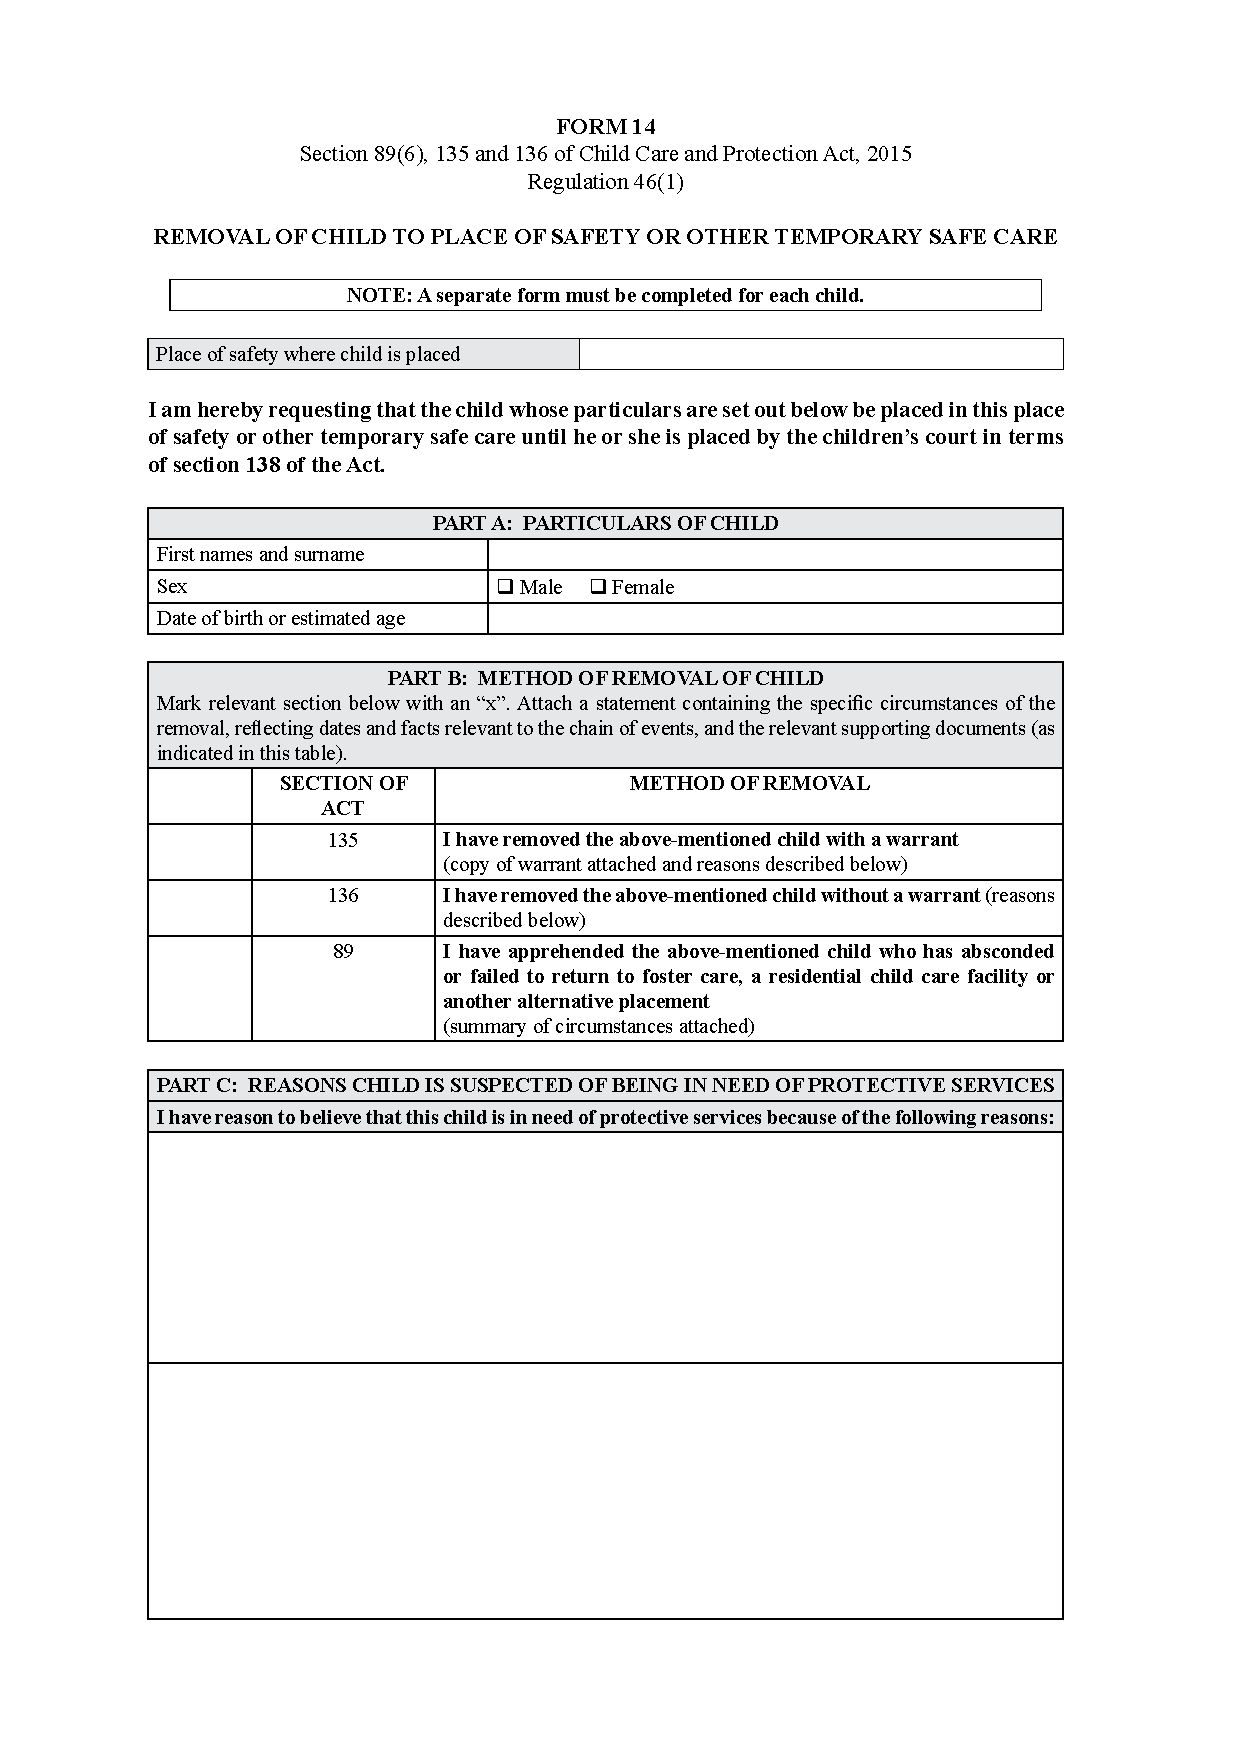 FORM 14
Section 89(6), 135 and 136 of Child Care and Protection Act, 2015
Regulation 46(1)
REMOVAL OF CHILD TO PLACE OF SAFETY OR OTHER TEMPORARY SAFE CARE
NOTE: A separate form must be completed for each child.
Place of safety where child is placed
I am hereby requesting that the child whose particulars are set out below be placed in this place
of safety or other temporary safe care until he or she is placed by the children’s court in terms
of section 138 of the Act.
PART A: PARTICULARS OF CHILD
First names and surname
Sex ❑ Male ❑ Female
Date of birth or estimated age
PART B: METHOD OF REMOVAL OF CHILD
Mark relevant section below with an “x”. Attach a statement containing the specific circumstances of the
removal, reflecting dates and facts relevant to the chain of events, and the relevant supporting documents (as
indicated in this table).
SECTION OF
ACT
METHOD OF REMOVAL
135 I have removed the above-mentioned child with a warrant
(copy of warrant attached and reasons described below)
136 I have removed the above-mentioned child without a warrant (reasons
described below)
89 I have apprehended the above-mentioned child who has absconded
or failed to return to foster care, a residential child care facility or
another alternative placement
(summary of circumstances attached)
PART C: REASONS CHILD IS SUSPECTED OF BEING IN NEED OF PROTECTIVE SERVICES
I have reason to believe that this child is in need of protective services because of the following reasons: